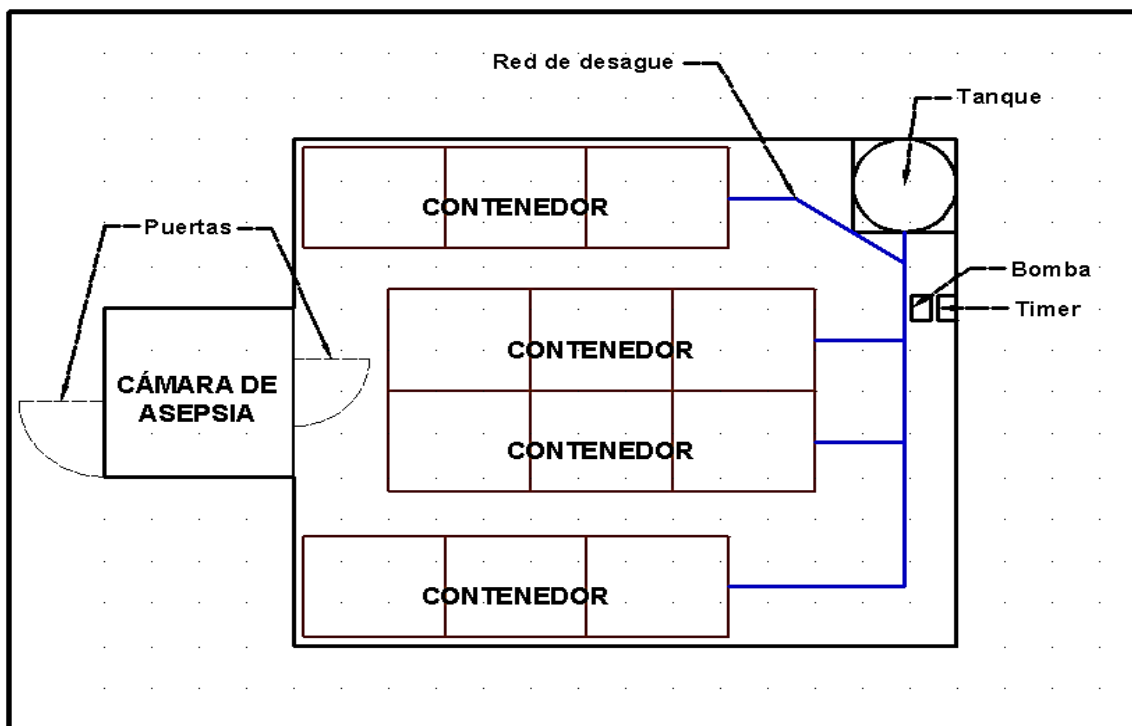 Red de desague
Tanque
CONTENEDOR
Puertas
Bomba
Timer
CONTENEDOR
CÁMARA DE
ASEPSIA
CONTENEDOR
CONTENEDOR